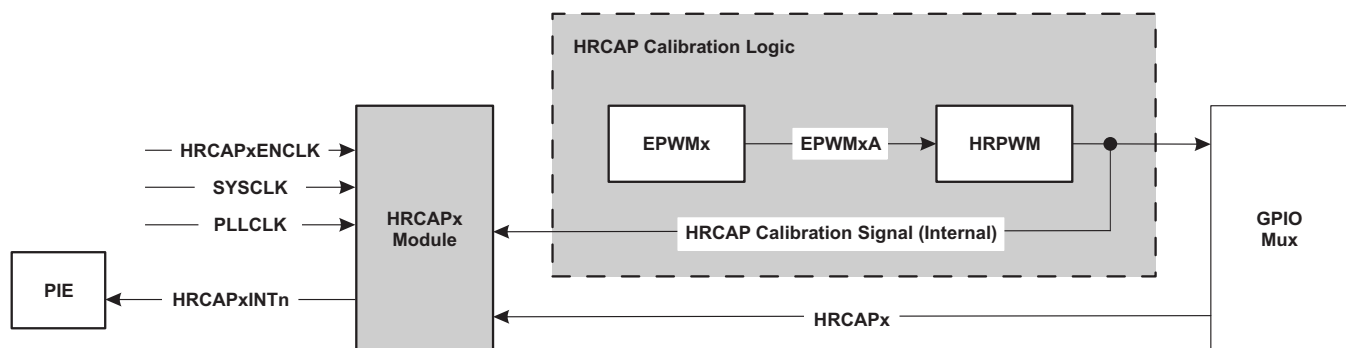 HRCAP Calibration Logic
EPWMx
EPWMxA
HRPWM
HRCAPxENCLK
SYSCLK
PLLCLK
HRCAPx
Module
HRCAP Calibration Signal (Internal)
GPIO
Mux
PIE
HRCAPxINTn
HRCAPx